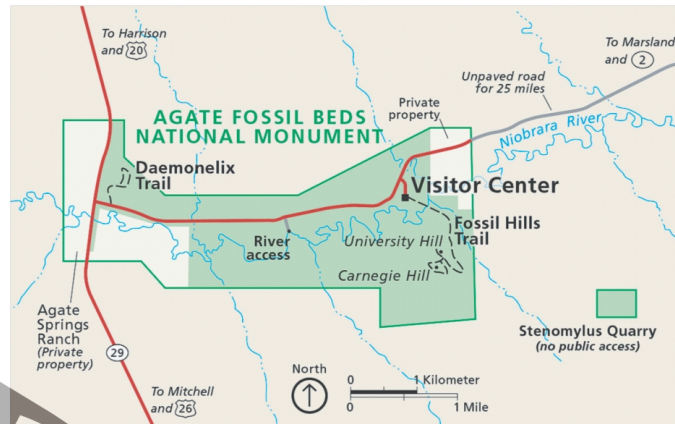 To Harrison
and 20
To Marsland
and 2
Unpaved road
for 25 miles
Private
property
AGATE FOSSIL BEDS
NATIONAL MONUMENT
Niobrara River
Daemonelix
Trail
Visitor Center
Fossil Hills
Trail
River
access
University Hill
Carnegie Hill
Agate
Springs
Ranch
(Private
property)
29
Stenomylus Quarry
(no public access)
To Mitchell
and 26
North
0 1 Kilometer
0 1 Mile